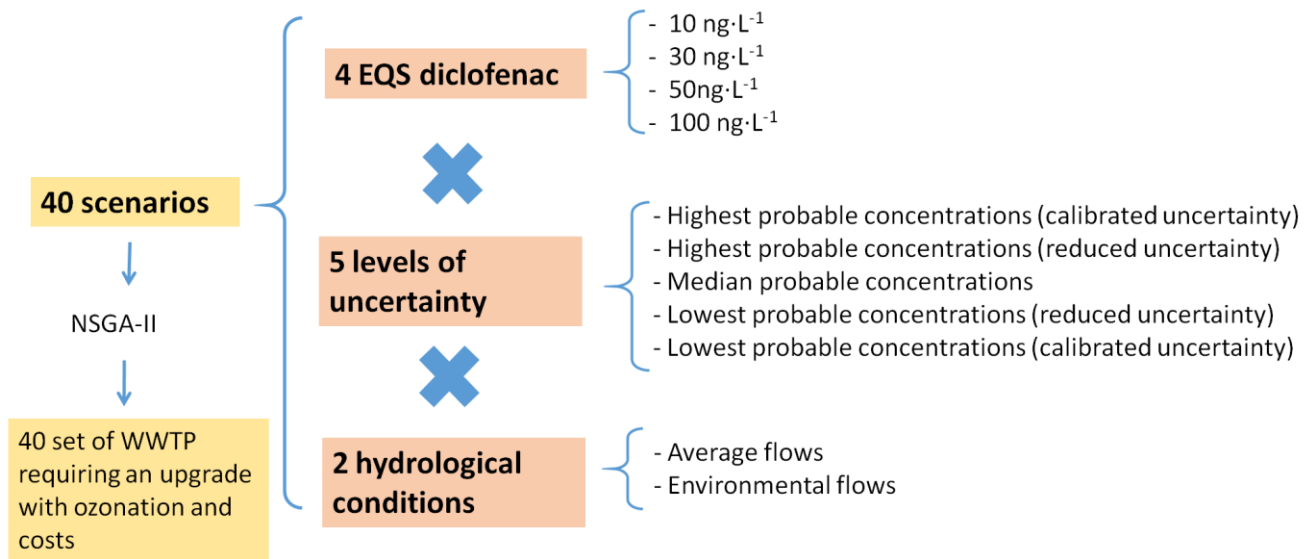 40 scenarios
NSGA-II
40 set of WWTP
requiring an upgrade
with ozonation and
costs
4 EQS diclofenac
- 10 ng·L⁻¹
- 30 ng·L⁻¹
- 50ng·L⁻¹
- 100 ng·L⁻¹
5 levels of
uncertainty
- Highest probable concentrations (calibrated uncertainty)
- Highest probable concentrations (reduced uncertainty)
- Median probable concentrations
- Lowest probable concentrations (reduced uncertainty)
- Lowest probable concentrations (calibrated uncertainty)
2 hydrological
conditions
- Average flows
- Environmental flows